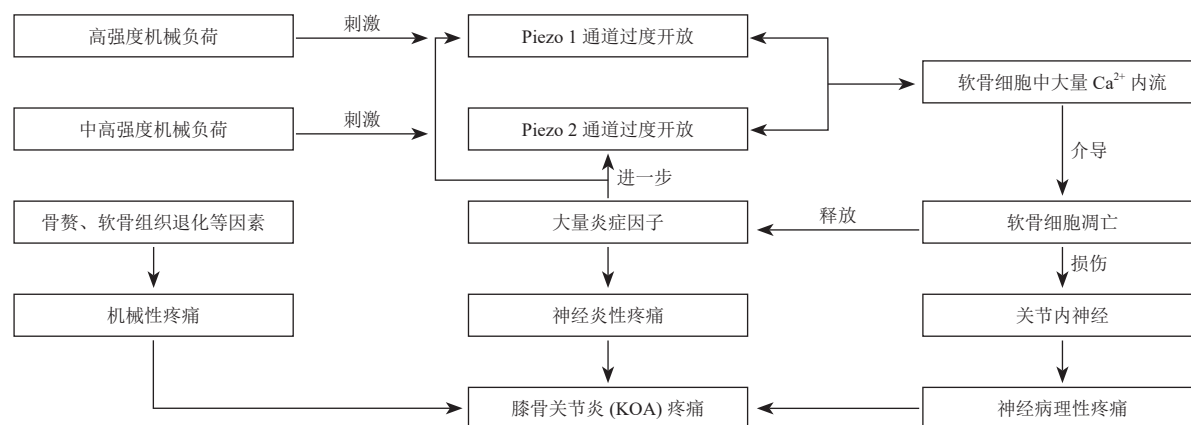 高强度机械负荷
刺激
Piezo 1 通道过度开放
软骨细胞中大量 Ca²⁺ 内流
中高强度机械负荷
刺激
Piezo 2 通道过度开放
介导
进一步
骨赘、软骨组织退化等因素
大量炎症因子
释放
软骨细胞凋亡
损伤
机械性疼痛
神经炎性疼痛
关节内神经
膝骨关节炎 (KOA) 疼痛
神经病理性疼痛